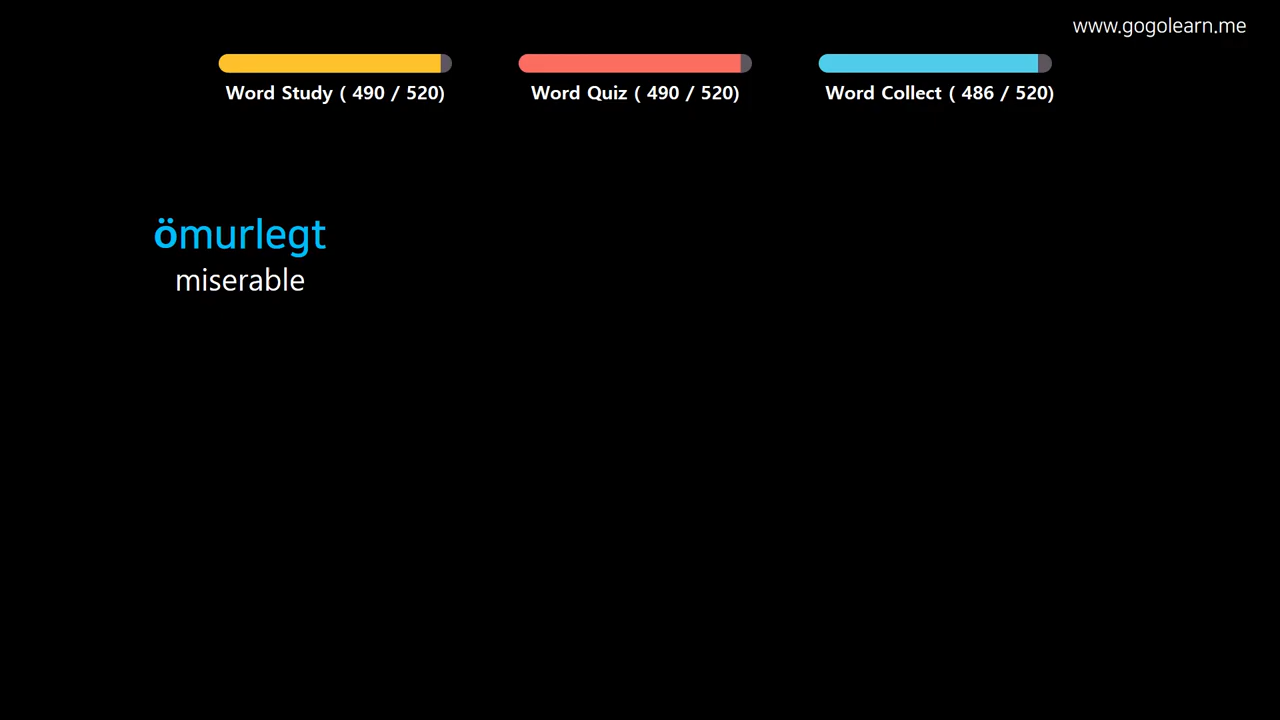 www.gogolearn.me
Word Study ( 490 / 520)
Word Quiz ( 490 / 520)
Word Collect ( 486 / 520)
ömurlegt
miserable